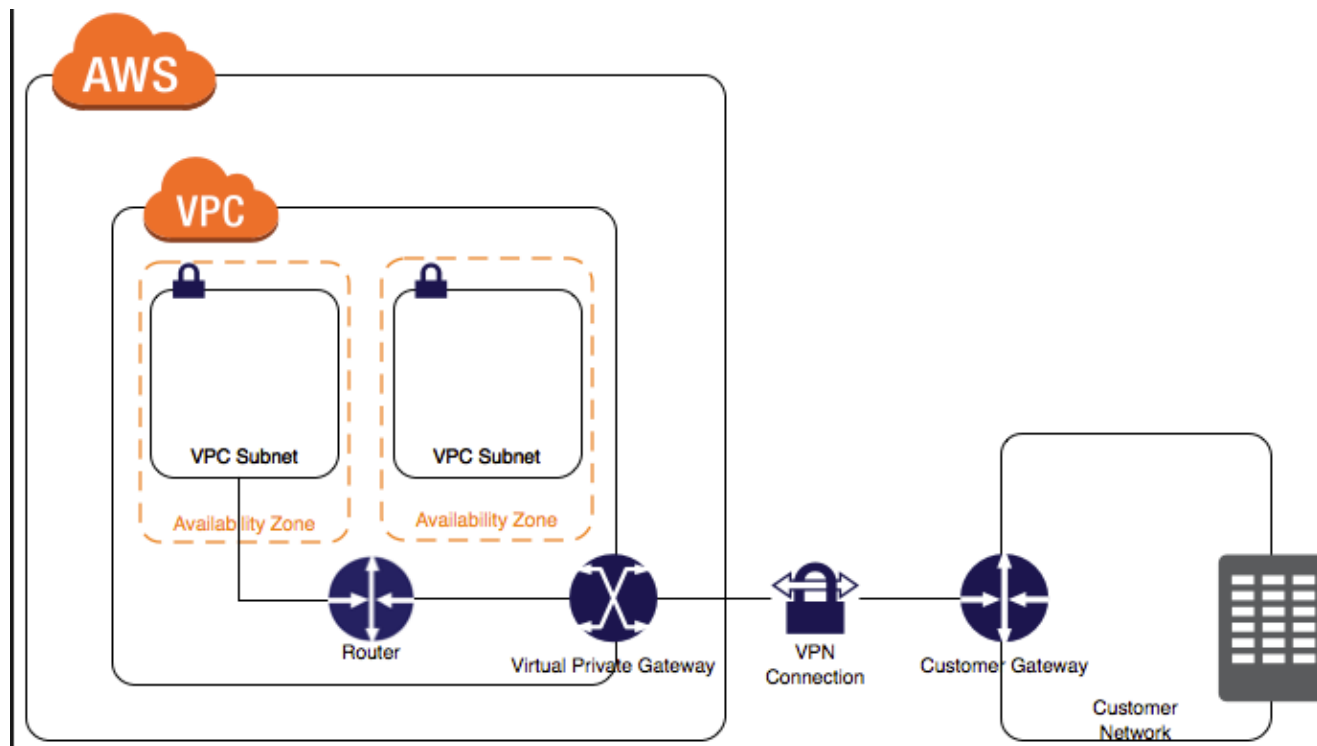 AWS
VPC
VPC Subnet
VPC Subnet
Availability Zone
Availability Zone
Router
Virtual Private Gateway
VPN
Connection
Customer Gateway
Customer
Network